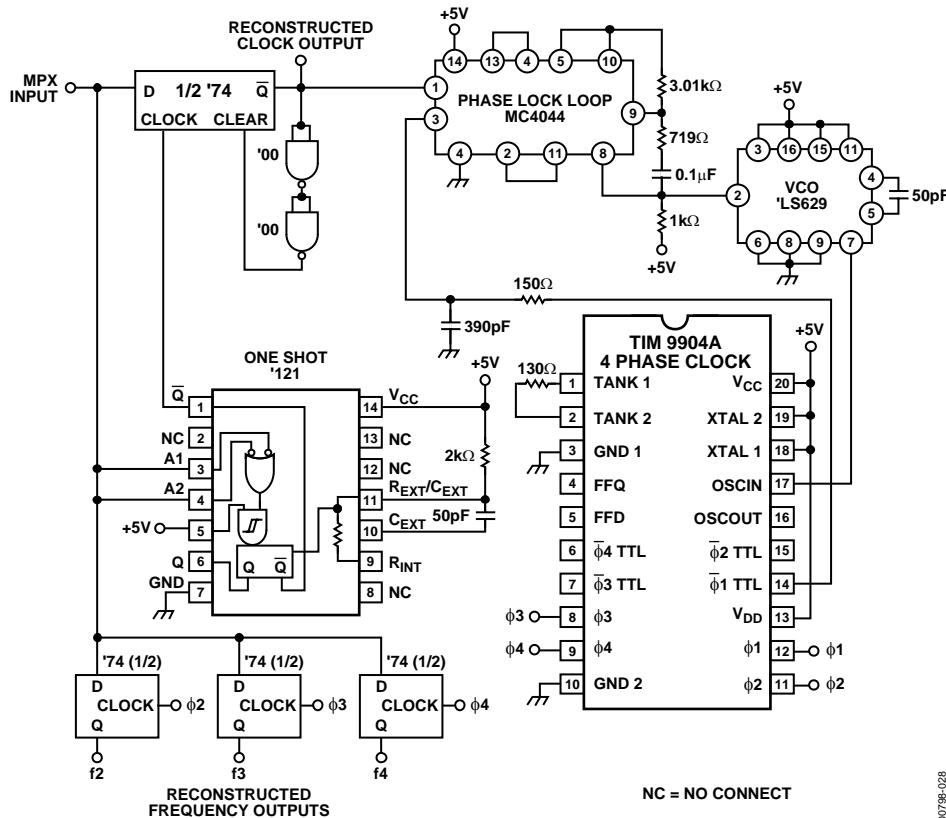 RECONSTRUCTED
CLOCK OUTPUT
MPX
INPUT
D 1/2 '74 Q̅
CLOCK CLEAR
'00
'00
+5V
14 13 4 5 10
1
3
PHASE LOCK LOOP
MC4044
9
4 2 11 8
3.01kΩ
719Ω
0.1µF
1kΩ
+5V
+5V
3 16 15 11
2
VCO
'LS629
4
5
50pF
6 8 9 7
150Ω
390pF
ONE SHOT
'121
Q̅ 1
NC 2
A1 3
A2 4
+5V 5
Q 6
GND 7
Q Q̅
14 VCC
13 NC
12 NC
11 REXT/CEXT
10 CEXT
9 RINT
8 NC
+5V
2kΩ
50pF
130Ω
TIM 9904A
4 PHASE CLOCK
+5V
1 TANK 1 VCC 20
2 TANK 2 XTAL 2 19
3 GND 1 XTAL 1 18
4 FFQ OSCIN 17
5 FFD OSCOUT 16
6 ϕ̅4 TTL ϕ̅2 TTL 15
7 ϕ̅3 TTL ϕ̅1 TTL 14
ϕ3 8 ϕ3 VDD 13
ϕ4 9 ϕ4 ϕ1 12 ϕ1
10 GND 2 ϕ2 11 ϕ2
'74 (1/2) '74 (1/2) '74 (1/2)
D D D
CLOCK ϕ2 CLOCK ϕ3 CLOCK ϕ4
Q Q Q
f2 f3 f4
RECONSTRUCTED
FREQUENCY OUTPUTS
NC = NO CONNECT
00798-028